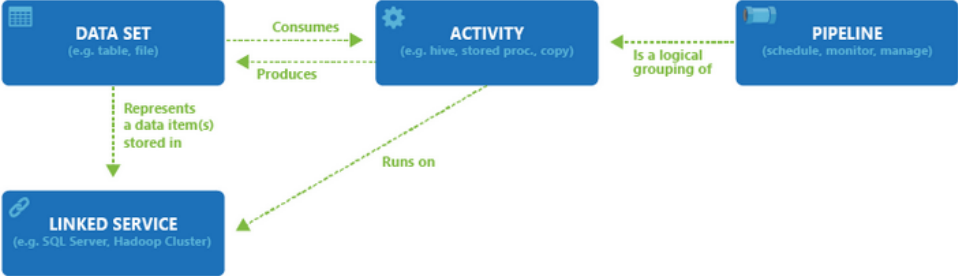 DATA SET
(e.g. table, file)
Consumes
Produces
ACTIVITY
(e.g. hive, stored proc., copy)
Is a logical
grouping of
PIPELINE
(schedule, monitor, manage)
Represents
a data item(s)
stored in
Runs on
LINKED SERVICE
(e.g. SQL Server, Hadoop Cluster)